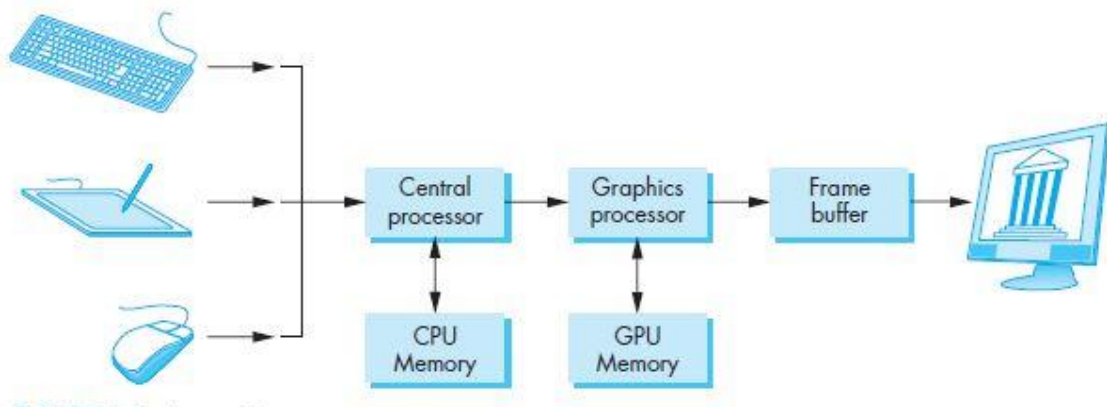 Central
processor
Graphics
processor
Frame
buffer
CPU
Memory
GPU
Memory